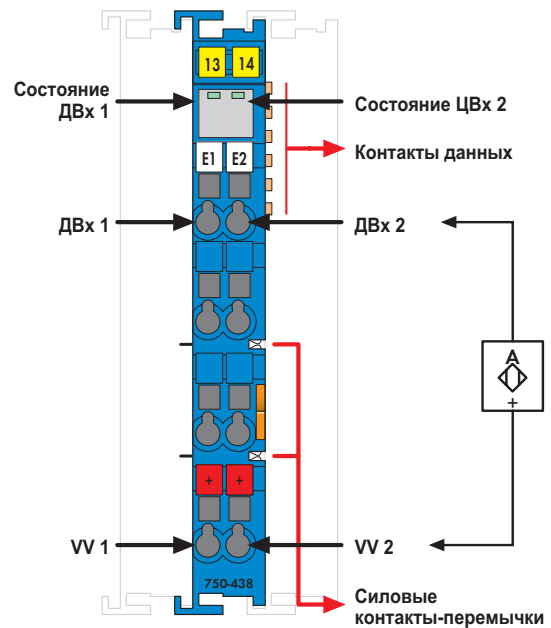 13 14
Состояние
ДВх 1
Состояние ЦВх 2
Контакты данных
E1 E2
ДВх 1
ДВх 2
A
+
+ +
VV 1
VV 2
750-438
Силовые
контакты-перемычки